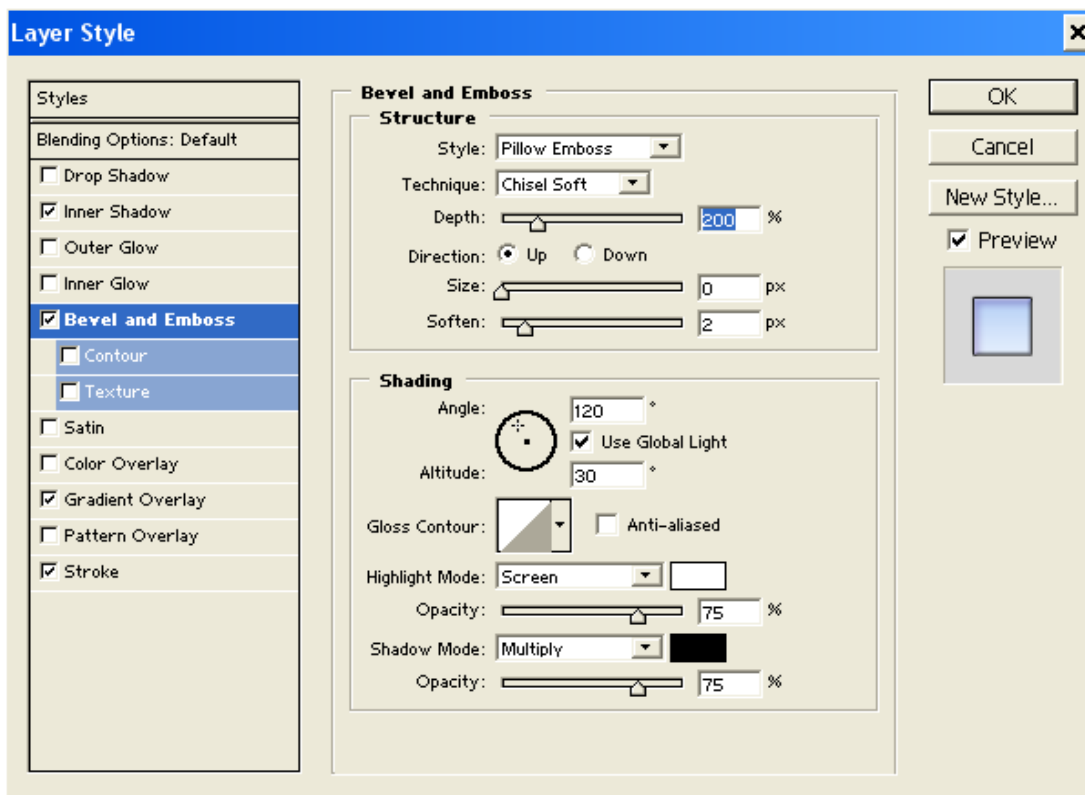 Layer Style
Styles
Blending Options: Default
Drop Shadow
Inner Shadow
Outer Glow
Inner Glow
Bevel and Emboss
Contour
Texture
Satin
Color Overlay
Gradient Overlay
Pattern Overlay
Stroke
Bevel and Emboss
Structure
Style: Pillow Emboss
Technique: Chisel Soft
Depth: 200 %
Direction: Up Down
Size: 0 px
Soften: 2 px
Shading
Angle: 120 °
Use Global Light
Altitude: 30 °
Gloss Contour: Anti-aliased
Highlight Mode: Screen
Opacity: 75 %
Shadow Mode: Multiply
Opacity: 75 %
OK
Cancel
New Style...
Preview